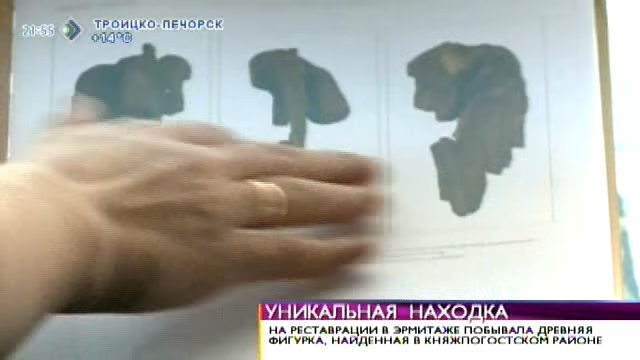 21:55
ТРОИЦКО-ПЕЧОРСК
+14°C
УНИКАЛЬНАЯ НАХОДКА
НА РЕСТАВРАЦИИ В ЭРМИТАЖЕ ПОБЫВАЛА ДРЕВНЯЯ
ФИГУРКА, НАЙДЕННАЯ В КНЯЖПОГОСТСКОМ РАЙОНЕ